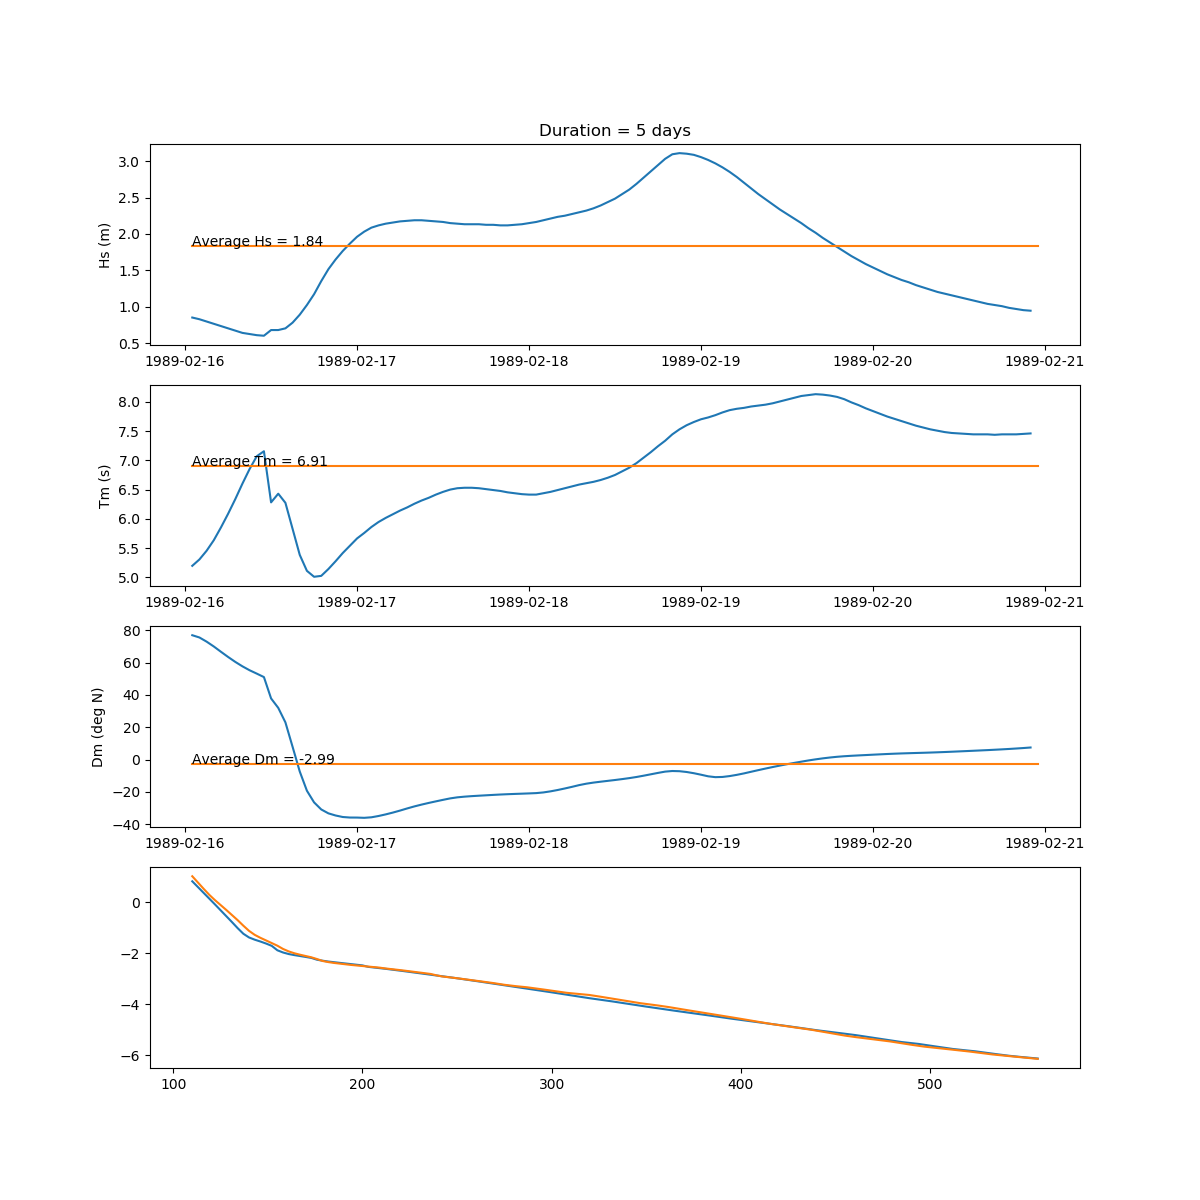 Duration = 5 days
3.0
2.5
2.0
1.5
1.0
0.5
Hs (m)
Average Hs = 1.84
1989-02-16 1989-02-17 1989-02-18 1989-02-19 1989-02-20 1989-02-21
8.0
7.5
7.0
6.5
6.0
5.5
5.0
Tm (s)
Average Tm = 6.91
1989-02-16 1989-02-17 1989-02-18 1989-02-19 1989-02-20 1989-02-21
80
60
40
20
0
−20
−40
Dm (deg N)
Average Dm = -2.99
1989-02-16 1989-02-17 1989-02-18 1989-02-19 1989-02-20 1989-02-21
0
−2
−4
−6
100 200 300 400 500